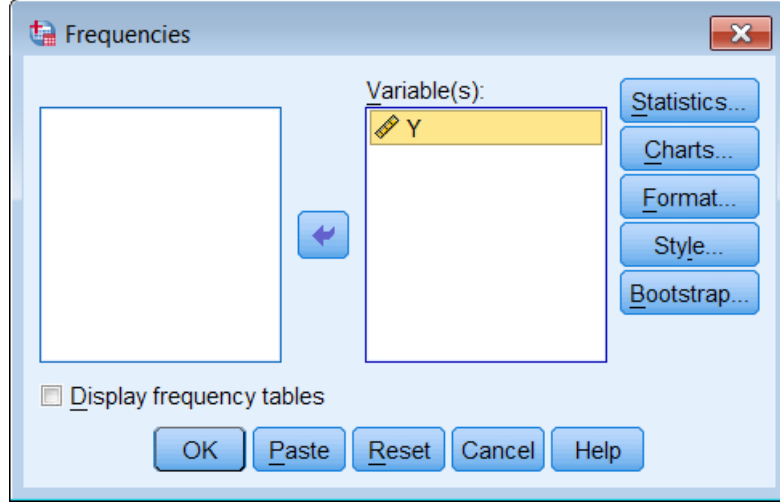 Frequencies
Variable(s):
Y
Statistics...
Charts...
Format...
Style...
Bootstrap...
Display frequency tables
OK Paste Reset Cancel Help